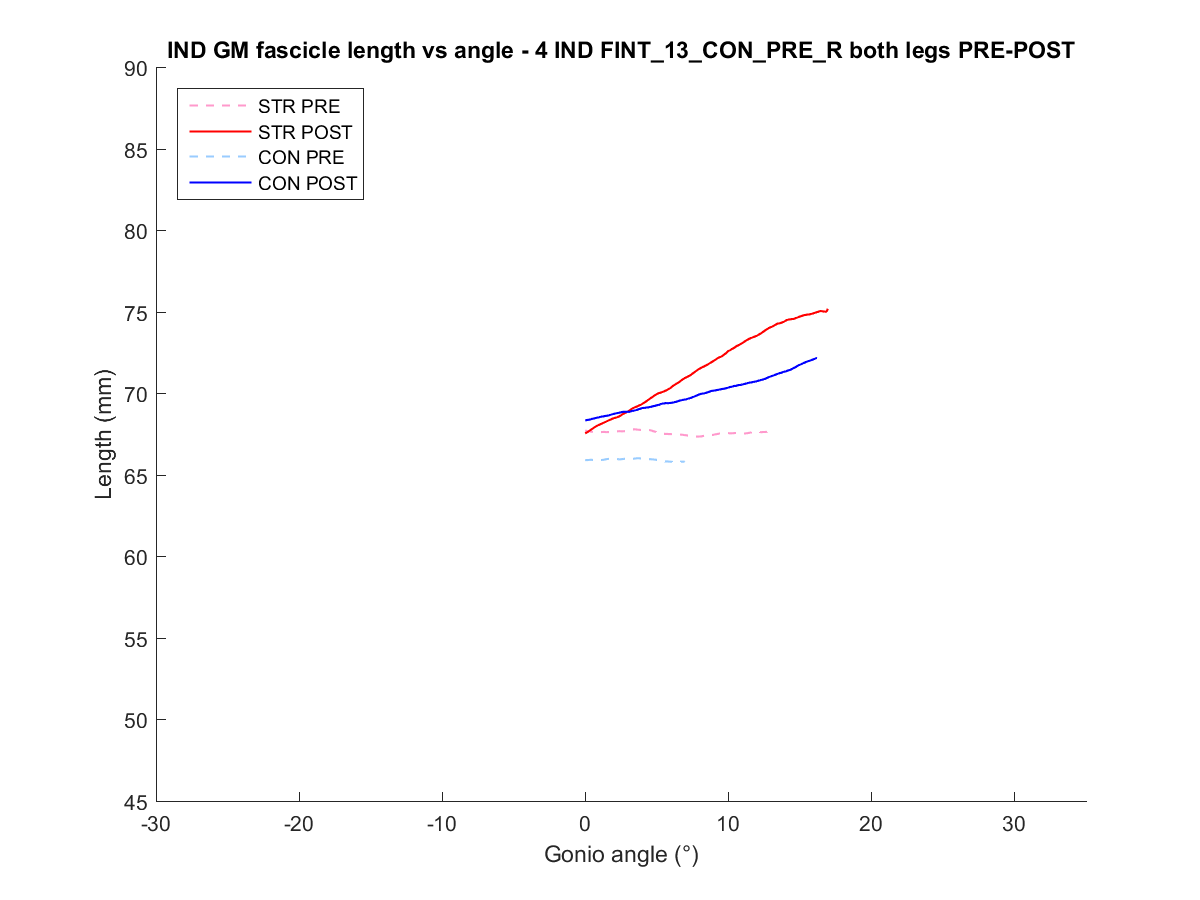 IND GM fascicle length vs angle - 4 IND FINT_13_CON_PRE_R both legs PRE-POST
90
85
80
75
70
65
60
55
50
45
STR PRE
STR POST
CON PRE
CON POST
Length (mm)
-30
-20
-10
0
10
20
30
Gonio angle (°)